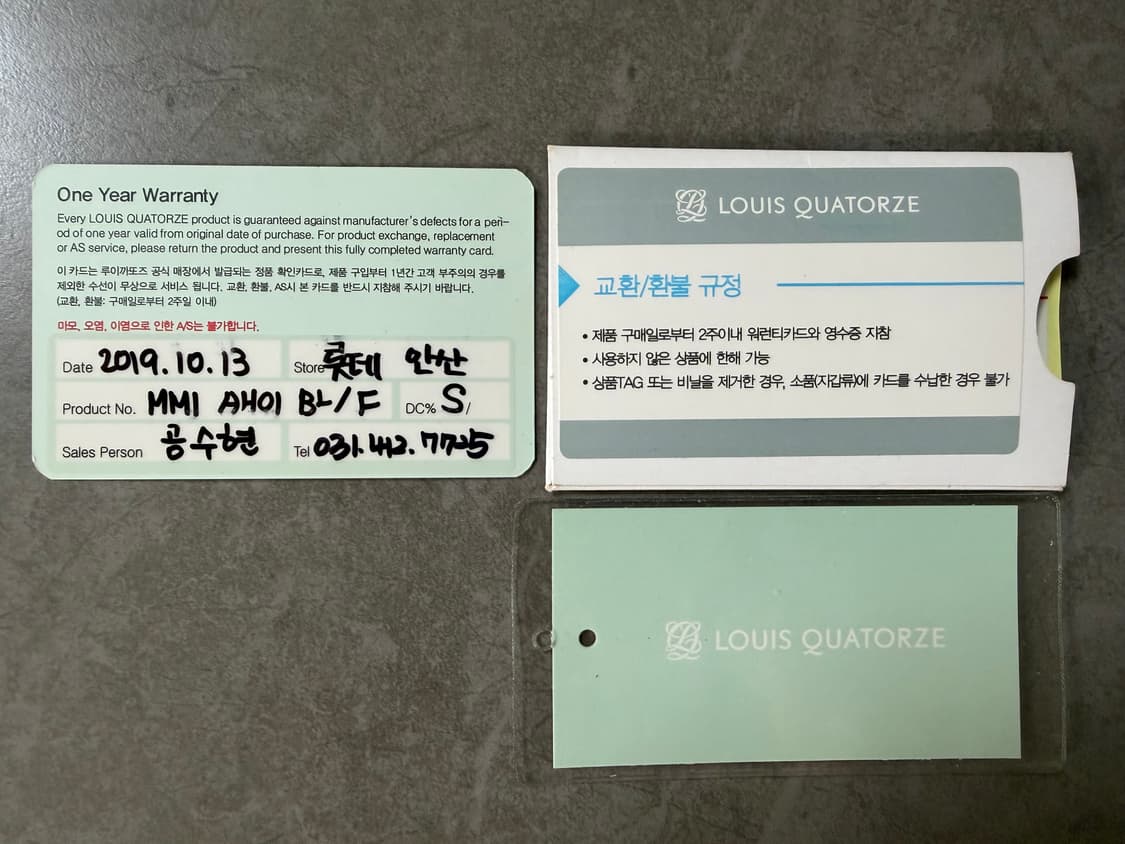 One Year Warranty
Every LOUIS QUATORZE product is guaranteed against manufacturer's defects for a peri-
od of one year valid from original date of purchase. For product exchange, replacement
or AS service, please return the product and present this fully completed warranty card.
이 카드는 루이까또즈 공식 매장에서 발급되는 정품 확인카드로, 제품 구입부터 1년간 고객 부주의의 경우를
제외한 수선이 무상으로 서비스 됩니다. 교환, 환불, AS시 본 카드를 반드시 지참해 주시기 바랍니다.
(교환, 환불: 구매일로부터 2주일 이내)
마모, 오염, 이염으로 인한 A/S는 불가합니다.
Date 2019.10.13 Store 롯데 안산
Product No. MM1 AH01 BL/F DC% S/
Sales Person 공수현 Tel 031.412.7725
LOUIS QUATORZE
교환/환불 규정
• 제품 구매일로부터 2주이내 워런티카드와 영수증 지참
• 사용하지 않은 상품에 한해 가능
• 상품TAG 또는 비닐을 제거한 경우, 소품(지갑류)에 카드를 수납한 경우 불가
LOUIS QUATORZE